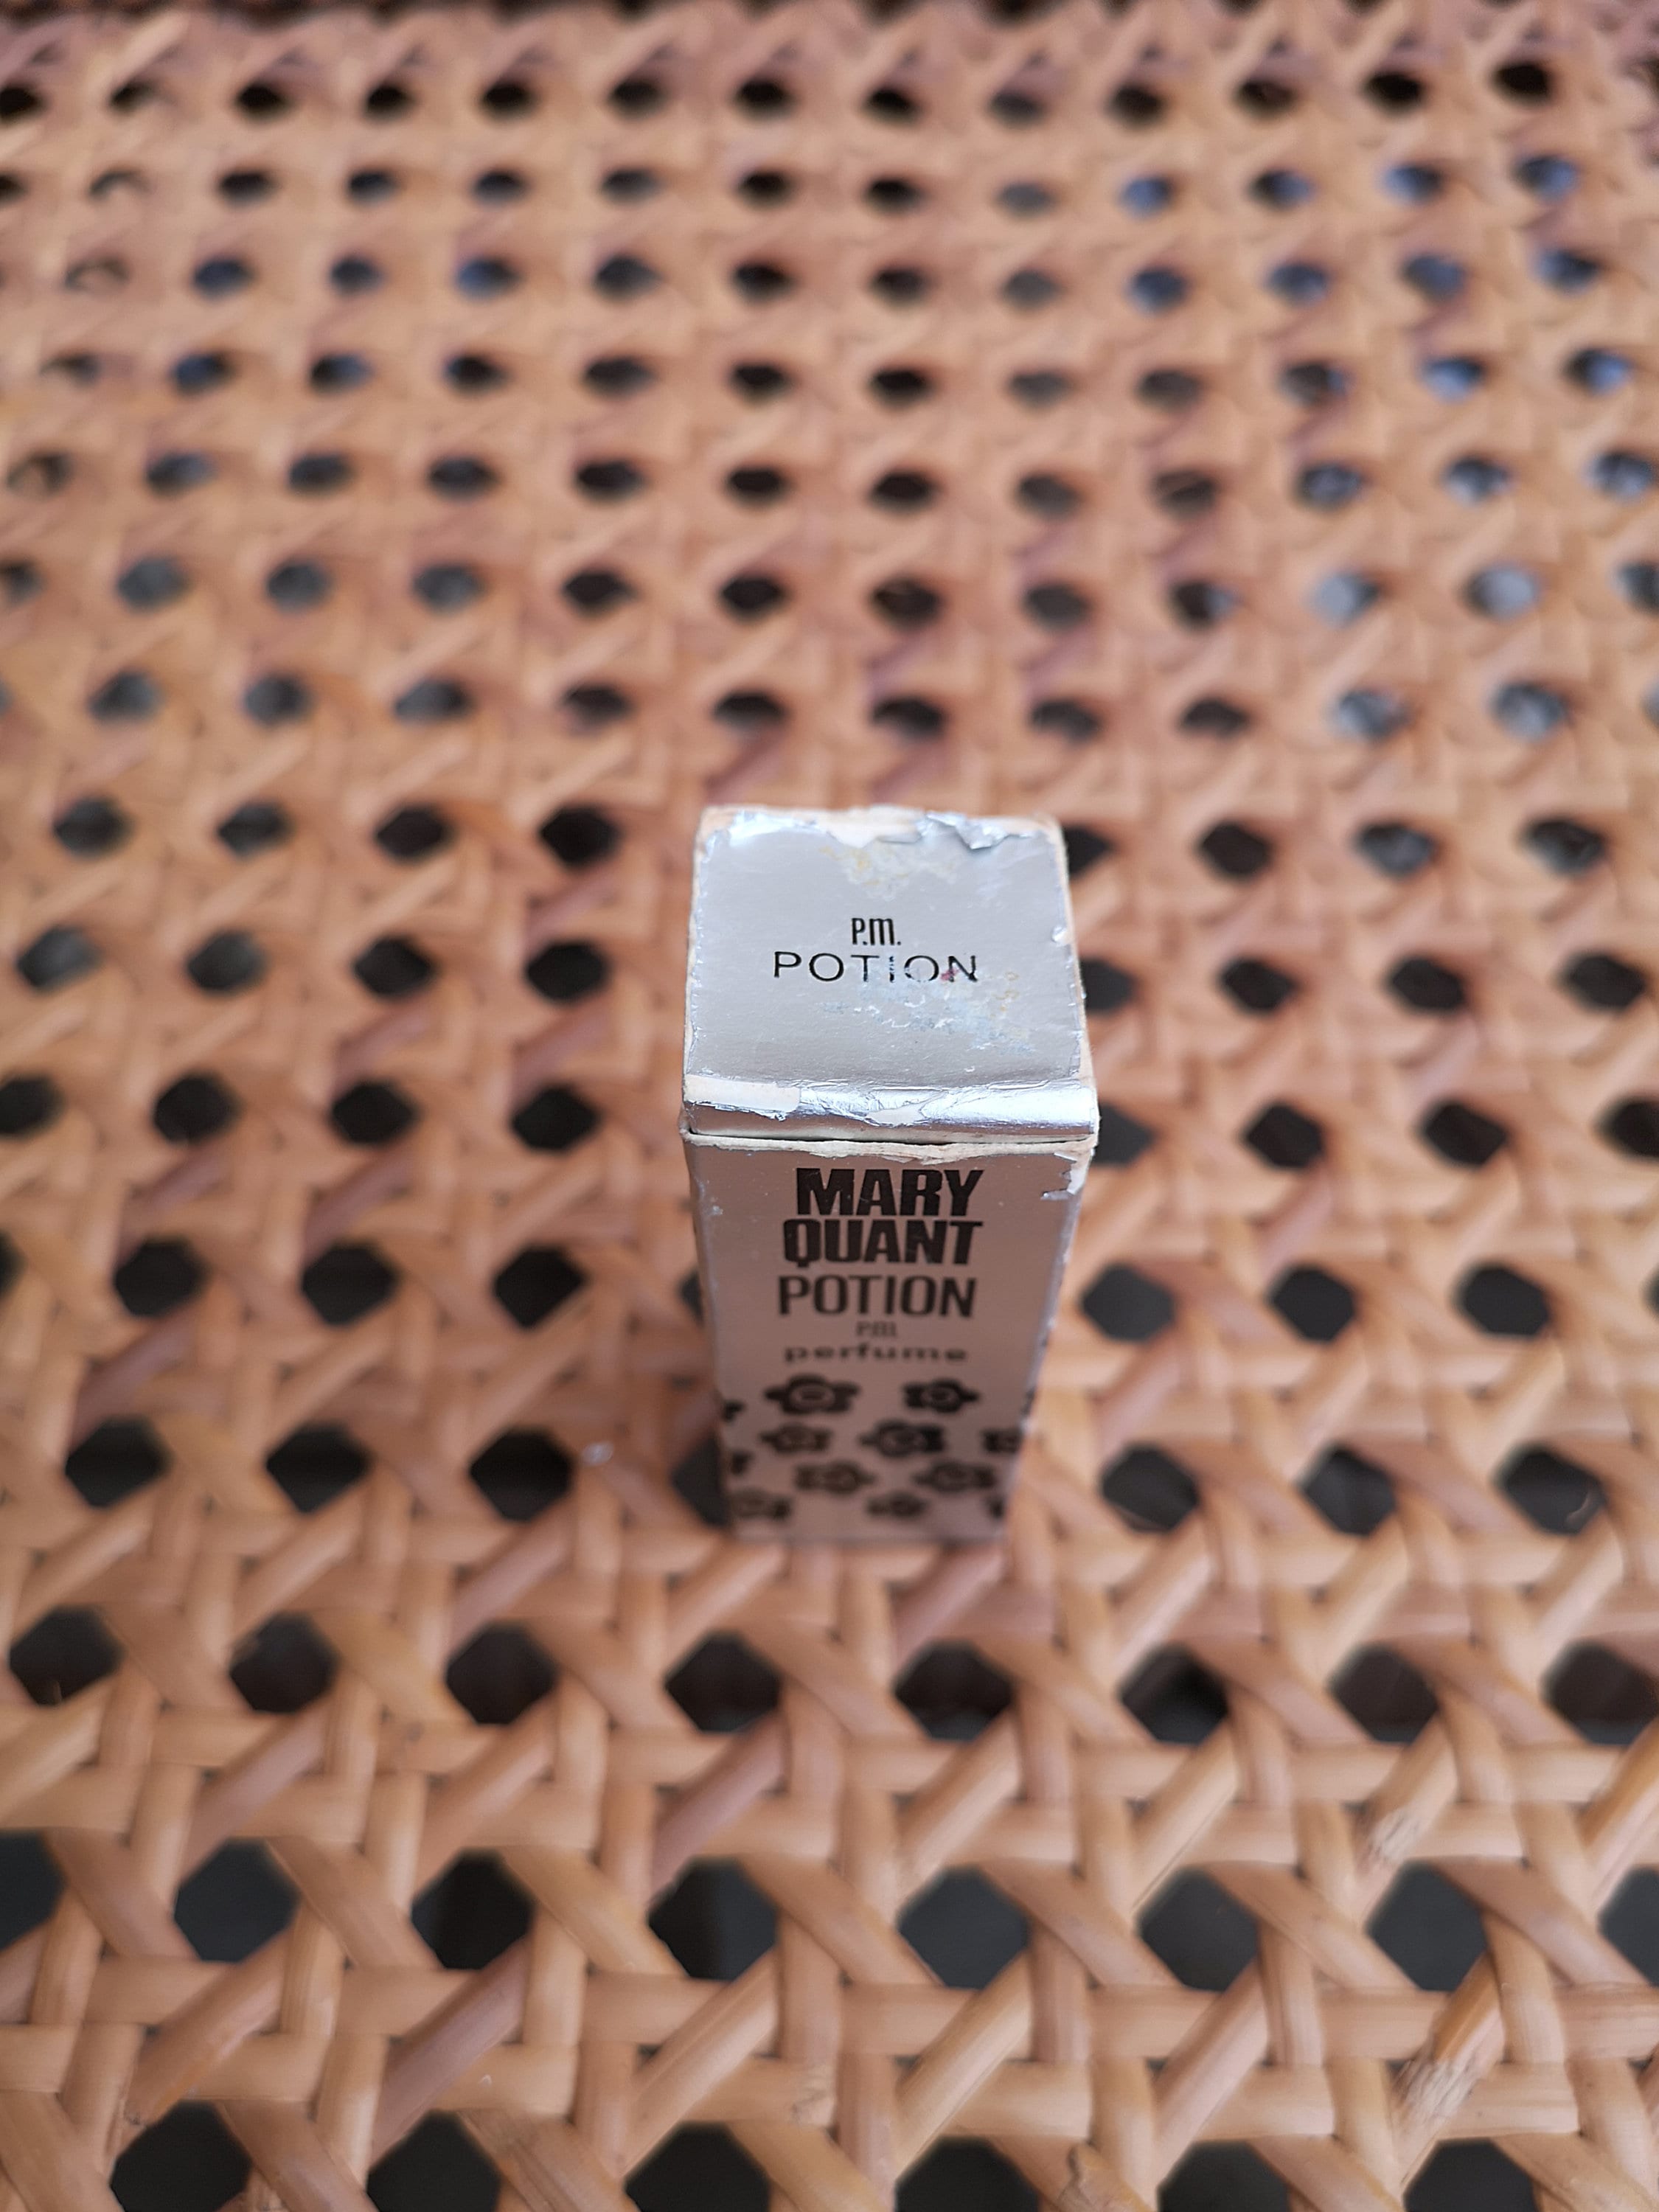 P.m.
POTION
MARY
QUANT
POTION
P.m.
perfume